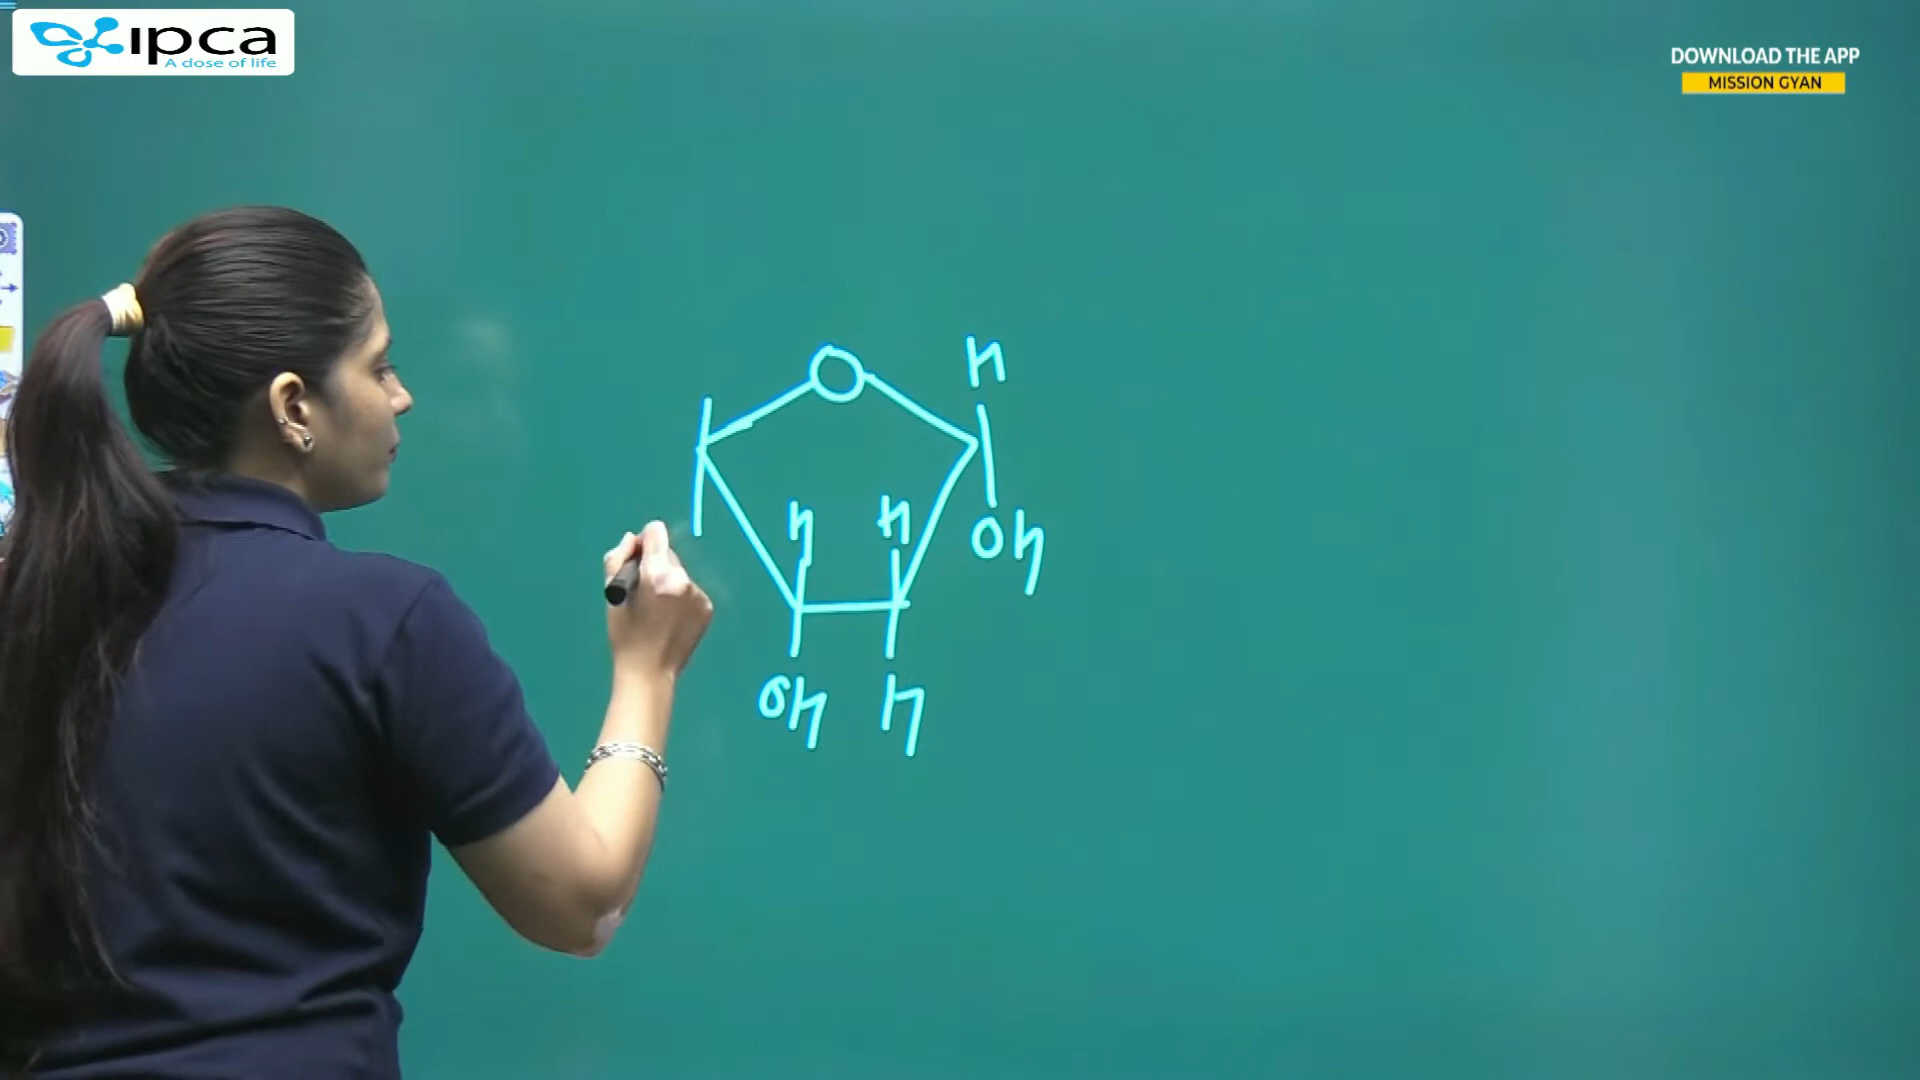 ipca
A dose of life
DOWNLOAD THE APP
MISSION GYAN
O
H
H
H
OH
OH
H